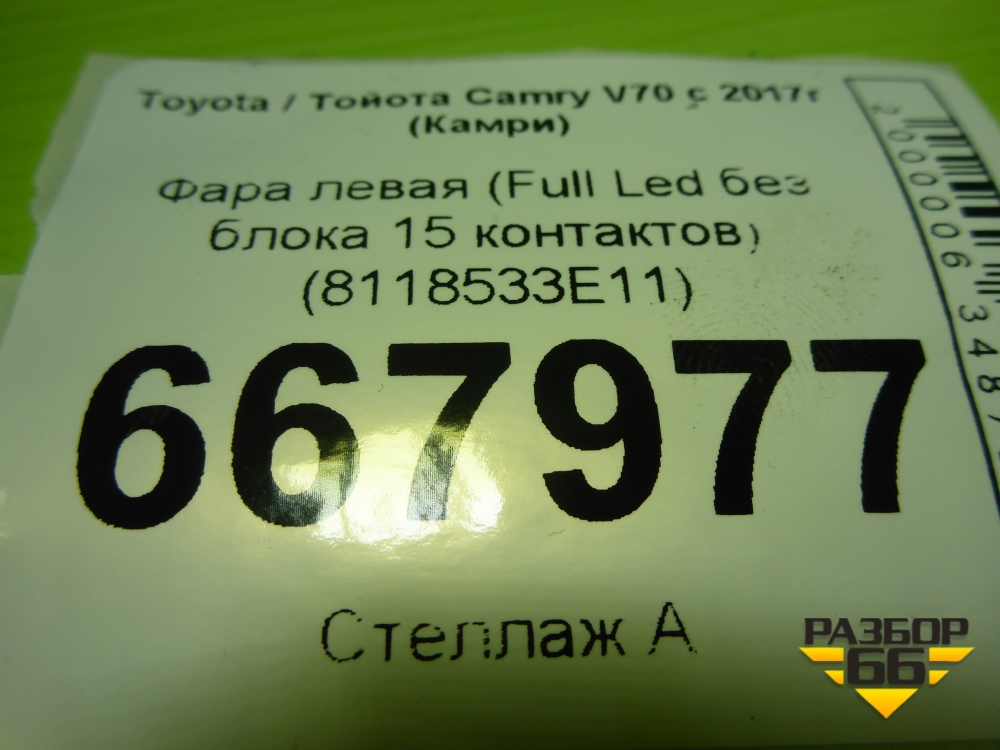 Toyota / Тойота Camry V70 с 2017г
(Камри)
Фара левая (Full Led без
блока 15 контактов)
(8118533E11)
667977
Стеллаж А
2000006348
РАЗБОР
66